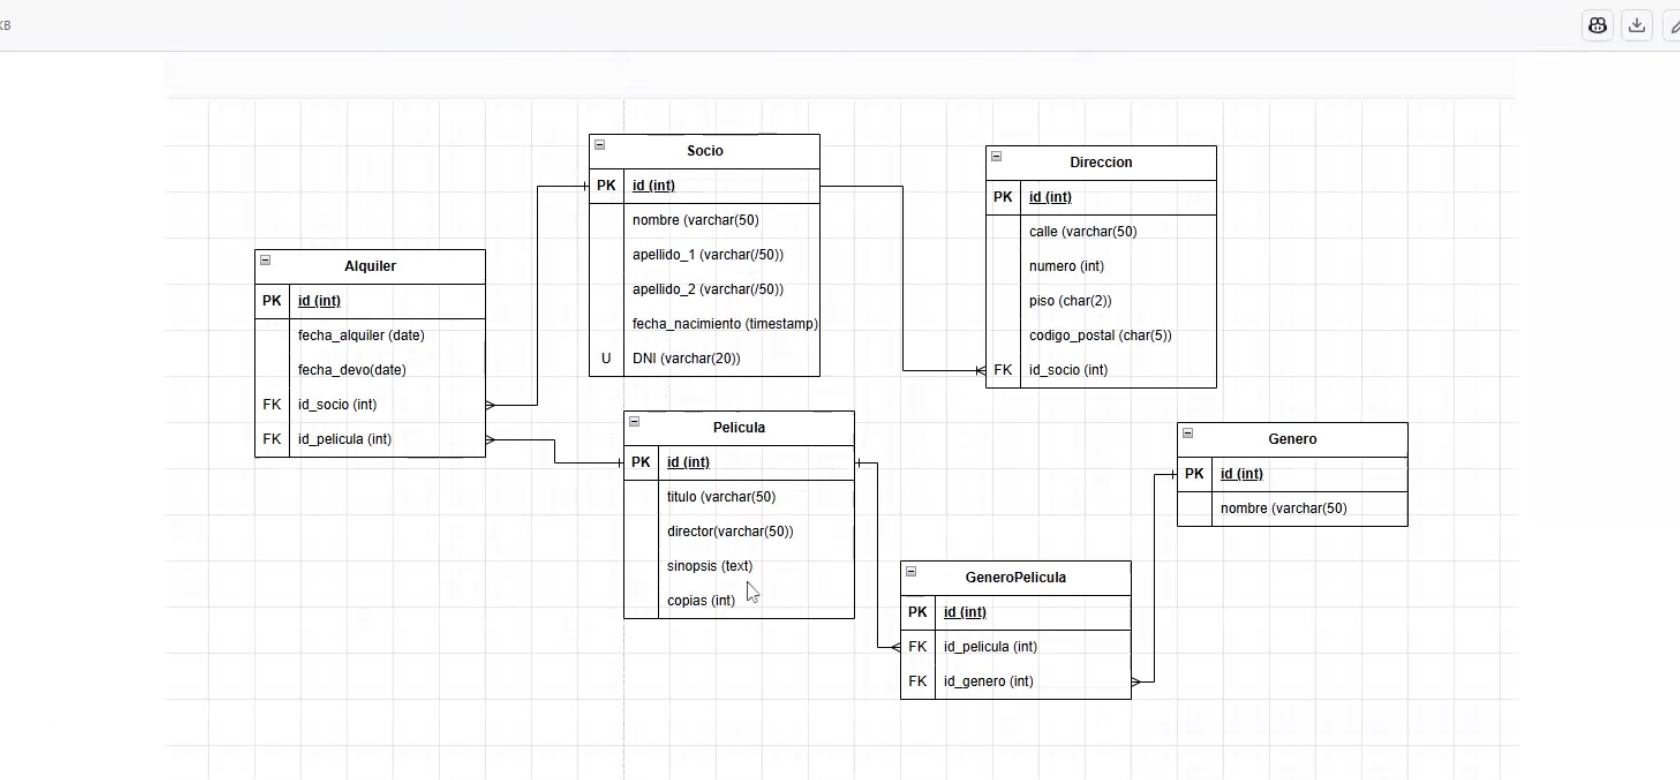 KB
Socio
PK id (int)
nombre (varchar(50)
apellido_1 (varchar(/50))
apellido_2 (varchar(/50))
fecha_nacimiento (timestamp)
U DNI (varchar(20))
Direccion
PK id (int)
calle (varchar(50)
numero (int)
piso (char(2))
codigo_postal (char(5))
FK id_socio (int)
Alquiler
PK id (int)
fecha_alquiler (date)
fecha_devo(date)
FK id_socio (int)
FK id_pelicula (int)
Pelicula
PK id (int)
titulo (varchar(50)
director(varchar(50))
sinopsis (text)
copias (int)
Genero
PK id (int)
nombre (varchar(50)
GeneroPelicula
PK id (int)
FK id_pelicula (int)
FK id_genero (int)